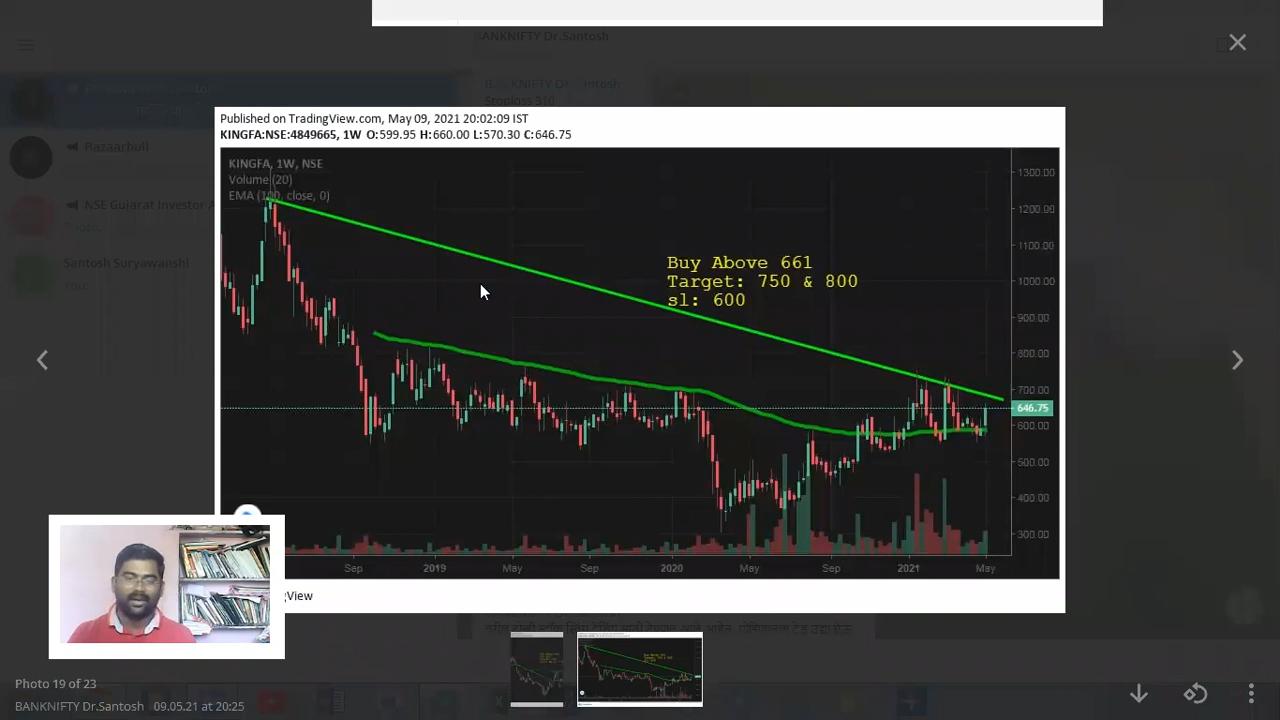 BANKNIFTY Dr.Santosh
BANKNIFTY Dr.Santosh
Razaarbull
NSE Gujarat Investor A
Santosh Suryawanshi
You:
Published on TradingView.com, May 09, 2021 20:02:09 IST
KINGFA:NSE:4849665, 1W O:599.95 H:660.00 L:570.30 C:646.75
KINGFA, 1W, NSE
Volume (20)
EMA (100, close, 0)
Buy Above 661
Target: 750 & 800
sl: 600
1300.00
1200.00
1100.00
1000.00
900.00
800.00
700.00
646.75
600.00
500.00
400.00
300.00
Sep
2019
May
Sep
2020
May
Sep
2021
May
gView
Photo 19 of 23
BANKNIFTY Dr.Santosh 09.05.21 at 20:25